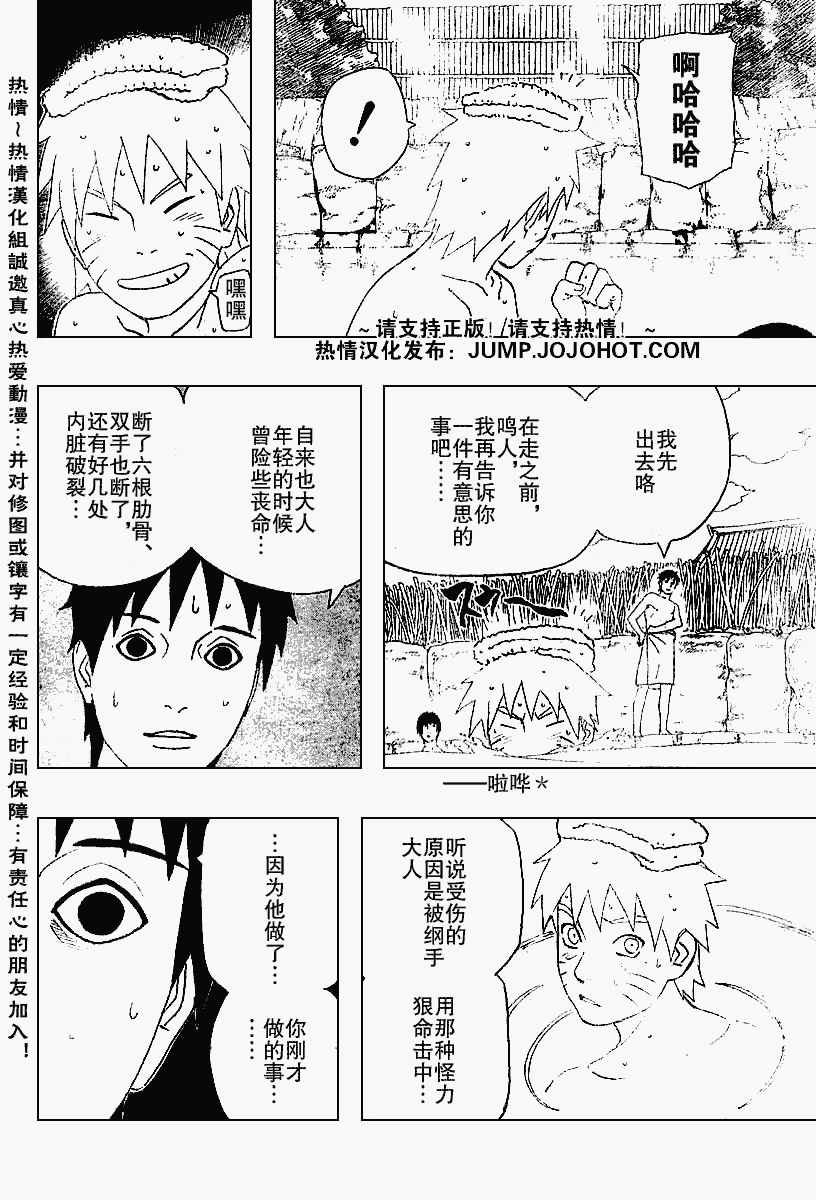 啊哈哈哈
！
嘿嘿
~请支持正版！/请支持热情！ ~
热情汉化发布：JUMP.JOJOHOT.COM
我先
出去咯
在走之前，
鸣人，
我再告诉你
一件有意思的
事吧……
スイーーー
——啦哗＊
自来也大人
年轻的时候
曾险些丧命…
断了六根肋骨、
双手也断了，
还有好几处
内脏破裂…
听说受伤的
原因是被纲手
大人
用那种怪力
狠命击中…
…因为他做了…
你刚才
做的事…
……
热情~热情漢化組誠邀真心热爱動漫…并对修图或镶字有一定经验和时间保障…有责任心的朋友加入！